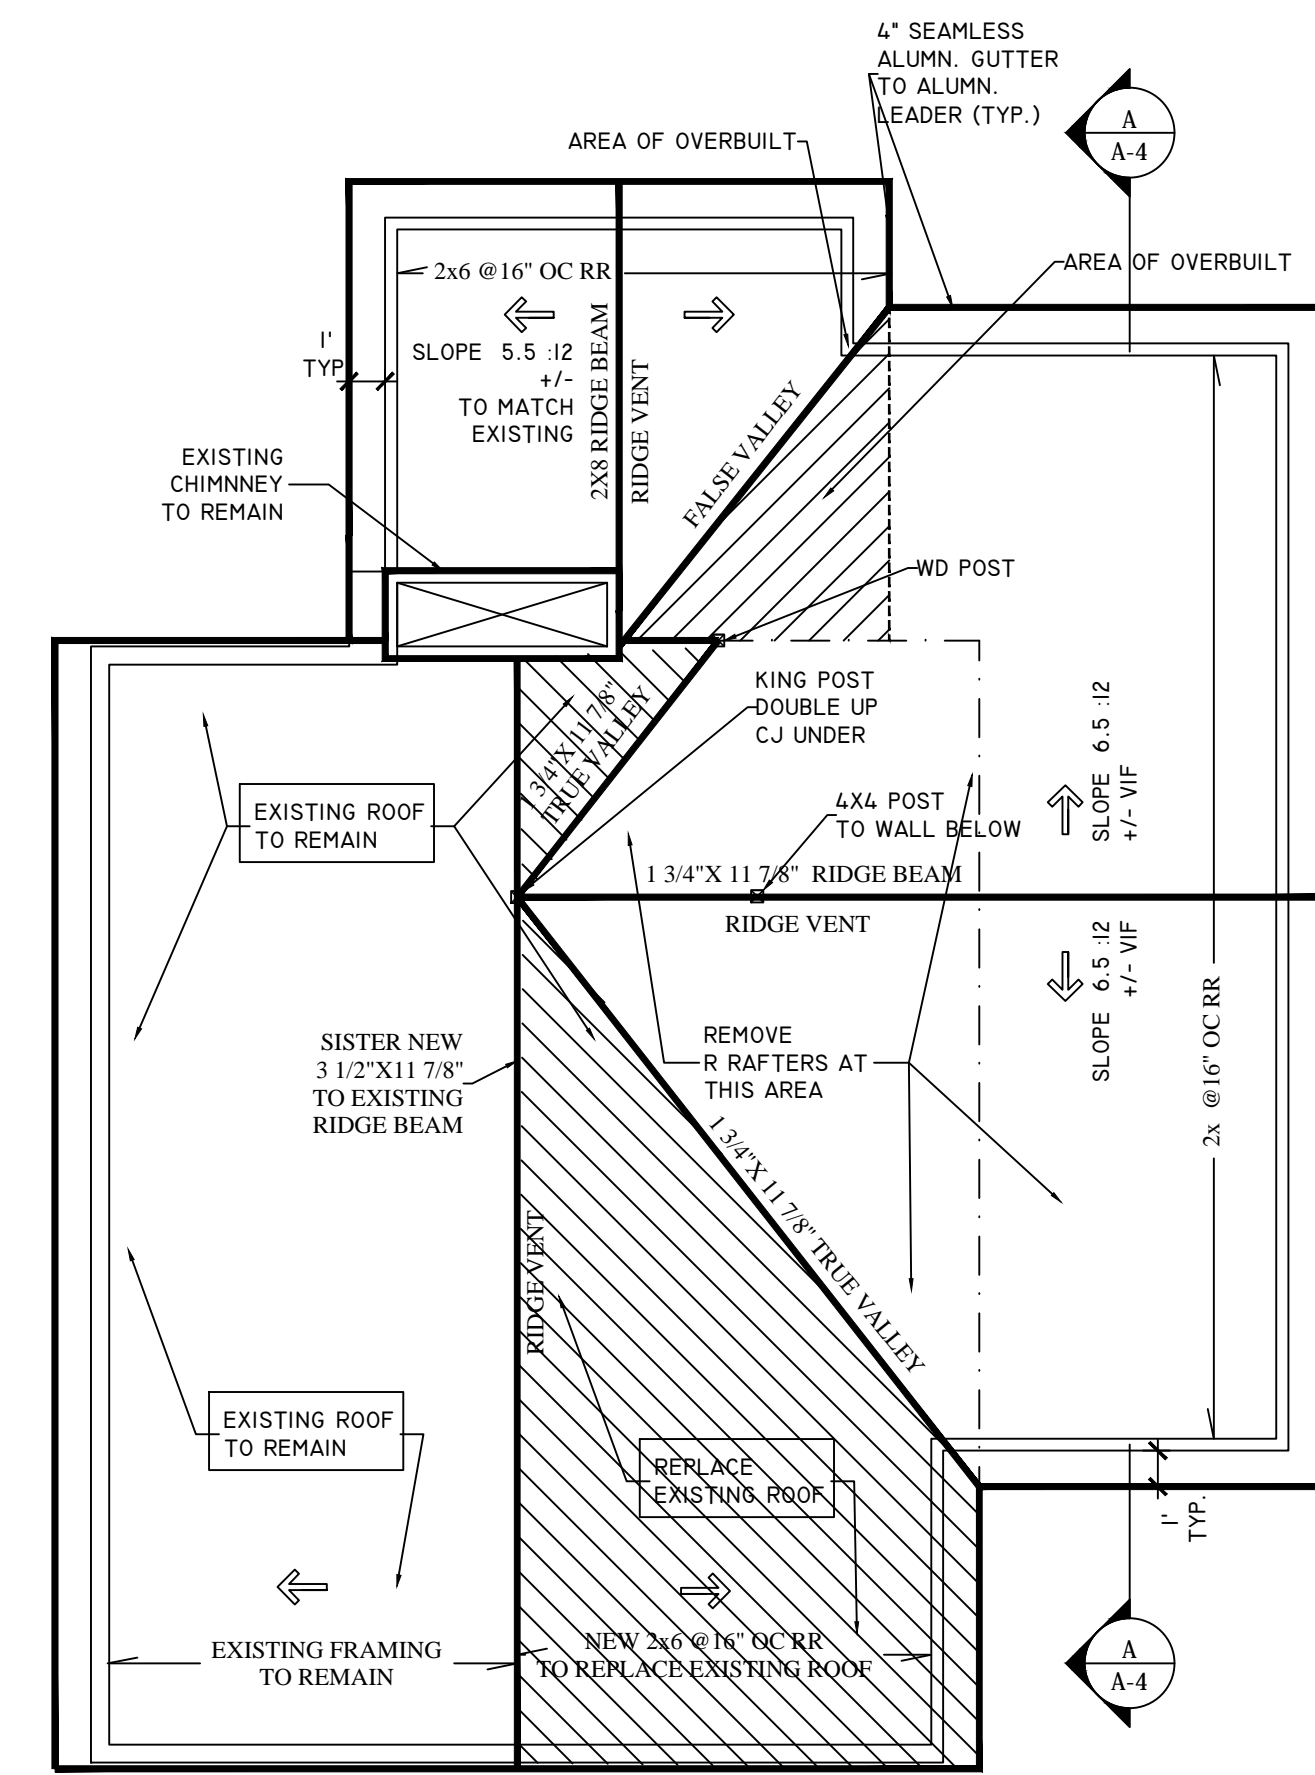 4" SEAMLESS
ALUMN. GUTTER
TO ALUMN.
LEADER (TYP.)
A
A-4
AREA OF OVERBUILT
AREA OF OVERBUILT
2x6 @16" OC RR
1'
TYP
SLOPE 5.5 :12
+/-
TO MATCH
EXISTING
2X8 RIDGE BEAM
RIDGE VENT
FALSE VALLEY
EXISTING
CHIMNNEY
TO REMAIN
WD POST
KING POST
DOUBLE UP
CJ UNDER
1 3/4"X 11 7/8"
TRUE VALLEY
SLOPE 6.5 :12
+/- VIF
EXISTING ROOF
TO REMAIN
4X4 POST
TO WALL BELOW
1 3/4"X 11 7/8" RIDGE BEAM
RIDGE VENT
SLOPE 6.5 :12
+/- VIF
2x @16" OC RR
SISTER NEW
3 1/2"X11 7/8"
TO EXISTING
RIDGE BEAM
REMOVE
R RAFTERS AT
THIS AREA
1 3/4"X 11 7/8" TRUE VALLEY
RIDGE VENT
EXISTING ROOF
TO REMAIN
REPLACE
EXISTING ROOF
1'
TYP.
EXISTING FRAMING
TO REMAIN
NEW 2x6 @16" OC RR
TO REPLACE EXISTING ROOF
A
A-4